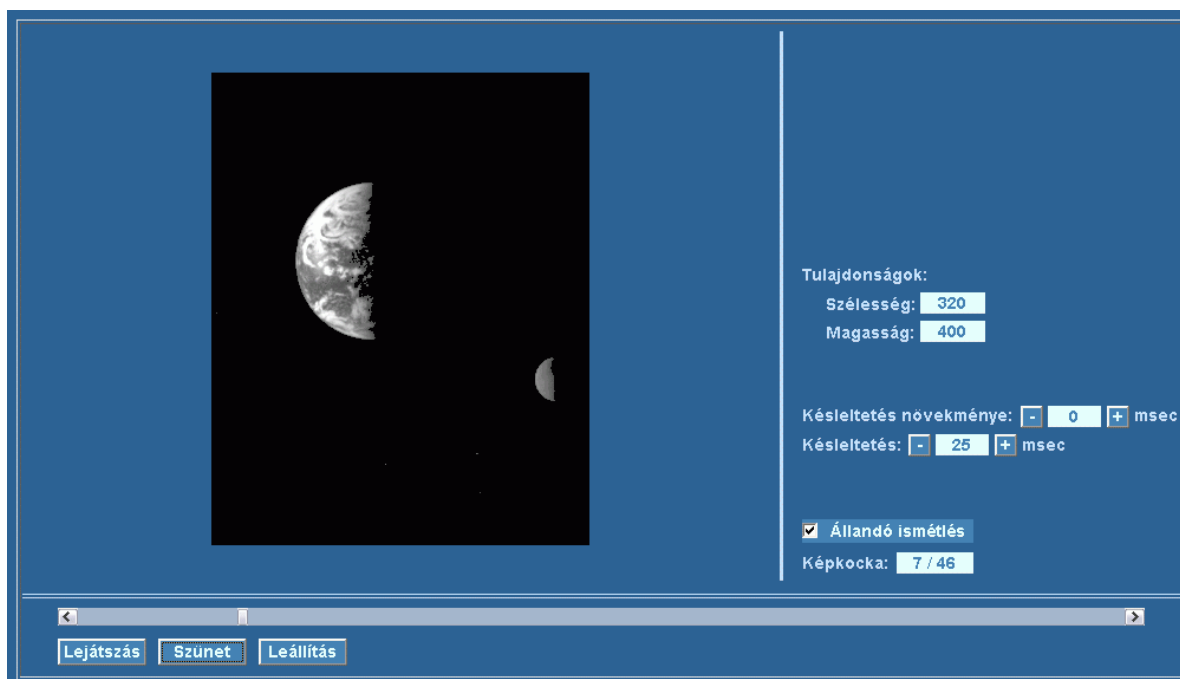 Tulajdonságok:
Szélesség: 320
Magasság: 400
Késleltetés növekménye: - 0 + msec
Késleltetés: - 25 + msec
Állandó ismétlés
Képkocka: 7 / 46
Lejátszás Szünet Leállítás